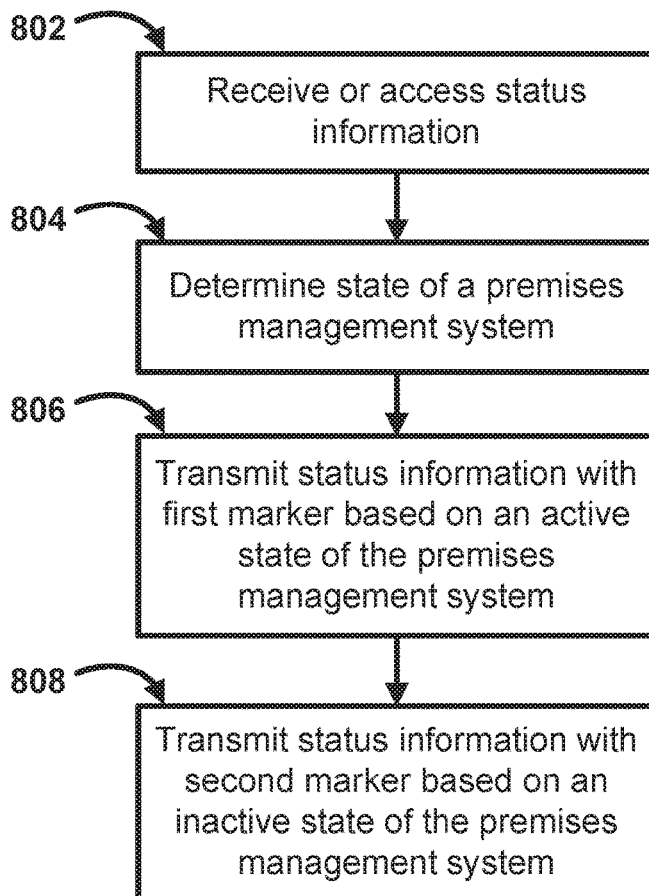 802
Receive or access status
information
804
Determine state of a premises
management system
806
Transmit status information with
first marker based on an active
state of the premises
management system
808
Transmit status information with
second marker based on an
inactive state of the premises
management system